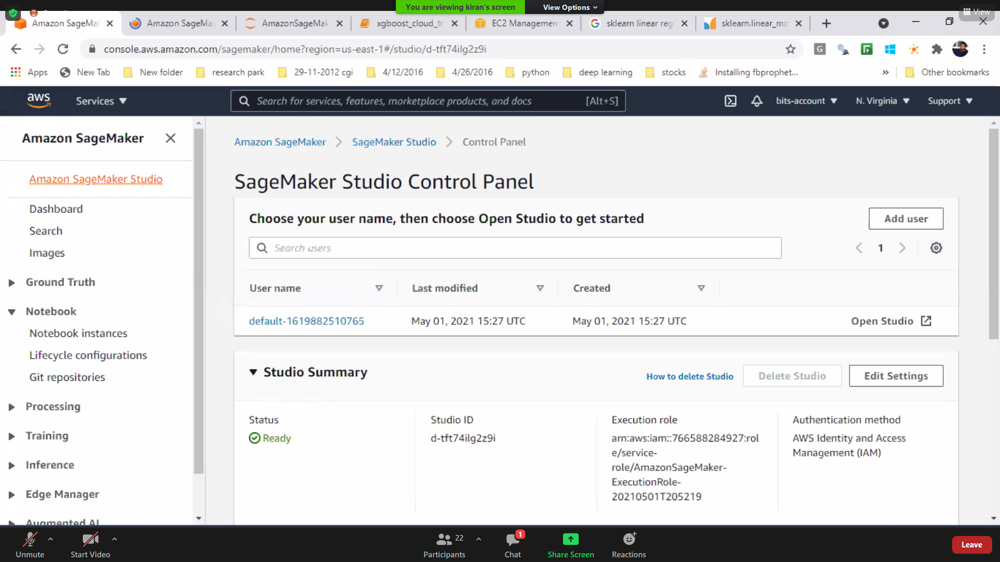 You are viewing kiran's screen
View Options
View
Amazon SageMa
Amazon SageMa
AmazonSageMak
xgboost_cloud_tr
EC2 Managemen
sklearn linear reg
sklearn.linear_mo
console.aws.amazon.com/sagemaker/home?region=us-east-1#/studio/d-tft74ilg2z9i
Apps
New Tab
New folder
research park
29-11-2012 cgi
4/12/2016
4/26/2016
python
deep learning
stocks
Installing fbprophet...
»
Other bookmarks
aws
Services
Search for services, features, marketplace products, and docs
[Alt+S]
bits-account
N. Virginia
Support
Amazon SageMaker
Amazon SageMaker Studio
Dashboard
Search
Images
Ground Truth
Notebook
Notebook instances
Lifecycle configurations
Git repositories
Processing
Training
Inference
Edge Manager
Augmented AI
Amazon SageMaker
SageMaker Studio
Control Panel
SageMaker Studio Control Panel
Choose your user name, then choose Open Studio to get started
Add user
Search users
1
User name
Last modified
Created
default-1619882510765
May 01, 2021 15:27 UTC
May 01, 2021 15:27 UTC
Open Studio
Studio Summary
How to delete Studio
Delete Studio
Edit Settings
Status
Ready
Studio ID
d-tft74ilg2z9i
Execution role
arn:aws:iam::766588284927:rol
e/service-
role/AmazonSageMaker-
ExecutionRole-
20210501T205219
Authentication method
AWS Identity and Access
Management (IAM)
Unmute
Start Video
22
Participants
1
Chat
Share Screen
Reactions
Leave